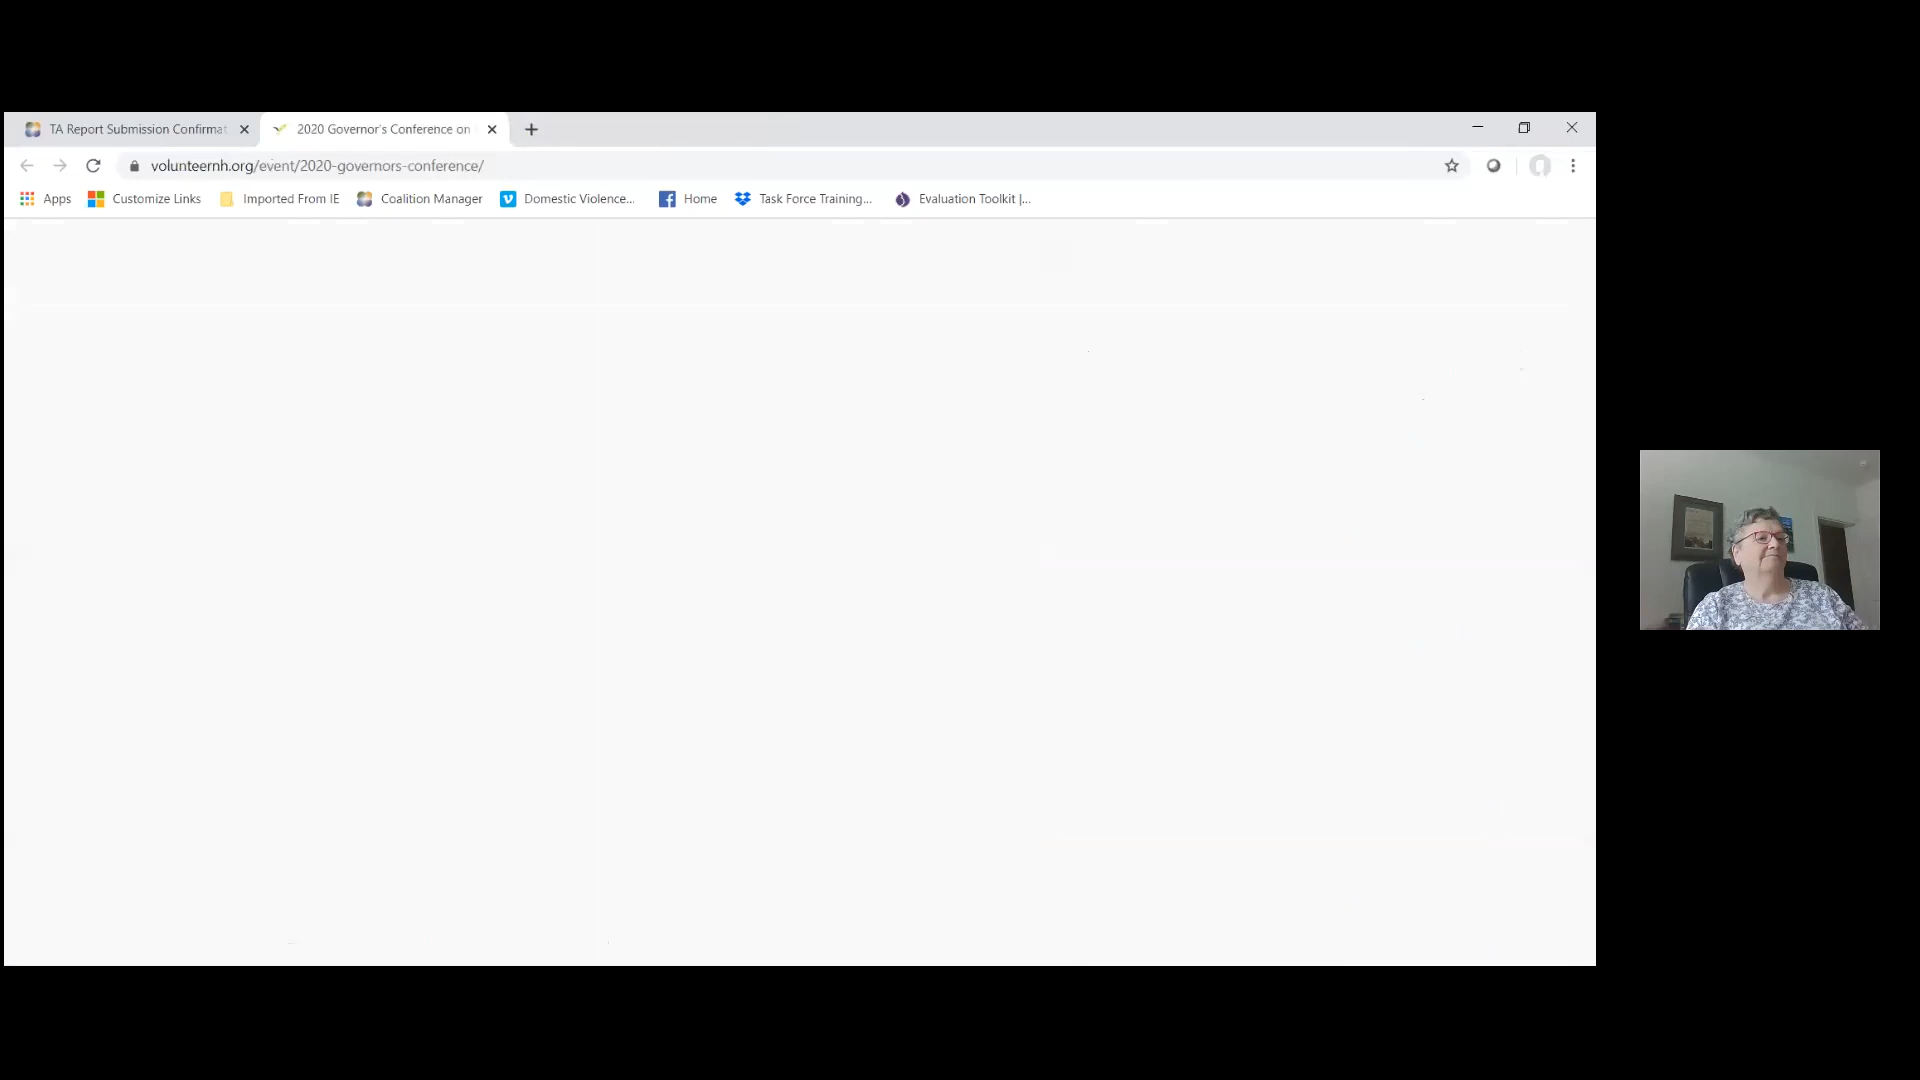 TA Report Submission Confirmat
2020 Governor's Conference on
volunteernh.org/event/2020-governors-conference/
Apps Customize Links Imported From IE Coalition Manager Domestic Violence... Home Task Force Training... Evaluation Toolkit |...